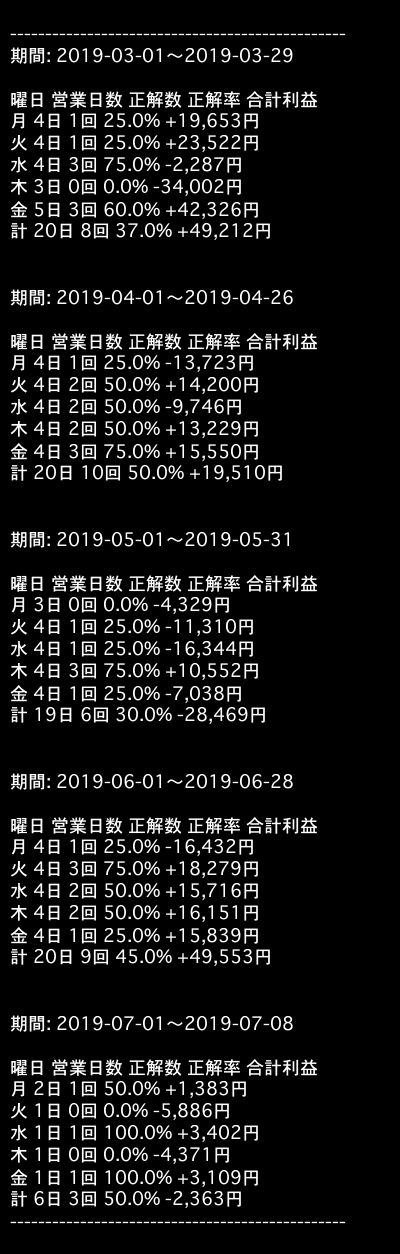 ------------------------------------------------
期間: 2019-03-01〜2019-03-29
曜日 営業日数 正解数 正解率 合計利益
月 4日 1回 25.0% +19,653円
火 4日 1回 25.0% +23,522円
水 4日 3回 75.0% -2,287円
木 3日 0回 0.0% -34,002円
金 5日 3回 60.0% +42,326円
計 20日 8回 37.0% +49,212円
期間: 2019-04-01〜2019-04-26
曜日 営業日数 正解数 正解率 合計利益
月 4日 1回 25.0% -13,723円
火 4日 2回 50.0% +14,200円
水 4日 2回 50.0% -9,746円
木 4日 2回 50.0% +13,229円
金 4日 3回 75.0% +15,550円
計 20日 10回 50.0% +19,510円
期間: 2019-05-01〜2019-05-31
曜日 営業日数 正解数 正解率 合計利益
月 3日 0回 0.0% -4,329円
火 4日 1回 25.0% -11,310円
水 4日 1回 25.0% -16,344円
木 4日 3回 75.0% +10,552円
金 4日 1回 25.0% -7,038円
計 19日 6回 30.0% -28,469円
期間: 2019-06-01〜2019-06-28
曜日 営業日数 正解数 正解率 合計利益
月 4日 1回 25.0% -16,432円
火 4日 3回 75.0% +18,279円
水 4日 2回 50.0% +15,716円
木 4日 2回 50.0% +16,151円
金 4日 1回 25.0% +15,839円
計 20日 9回 45.0% +49,553円
期間: 2019-07-01〜2019-07-08
曜日 営業日数 正解数 正解率 合計利益
月 2日 1回 50.0% +1,383円
火 1日 0回 0.0% -5,886円
水 1日 1回 100.0% +3,402円
木 1日 0回 0.0% -4,371円
金 1日 1回 100.0% +3,109円
計 6日 3回 50.0% -2,363円
------------------------------------------------